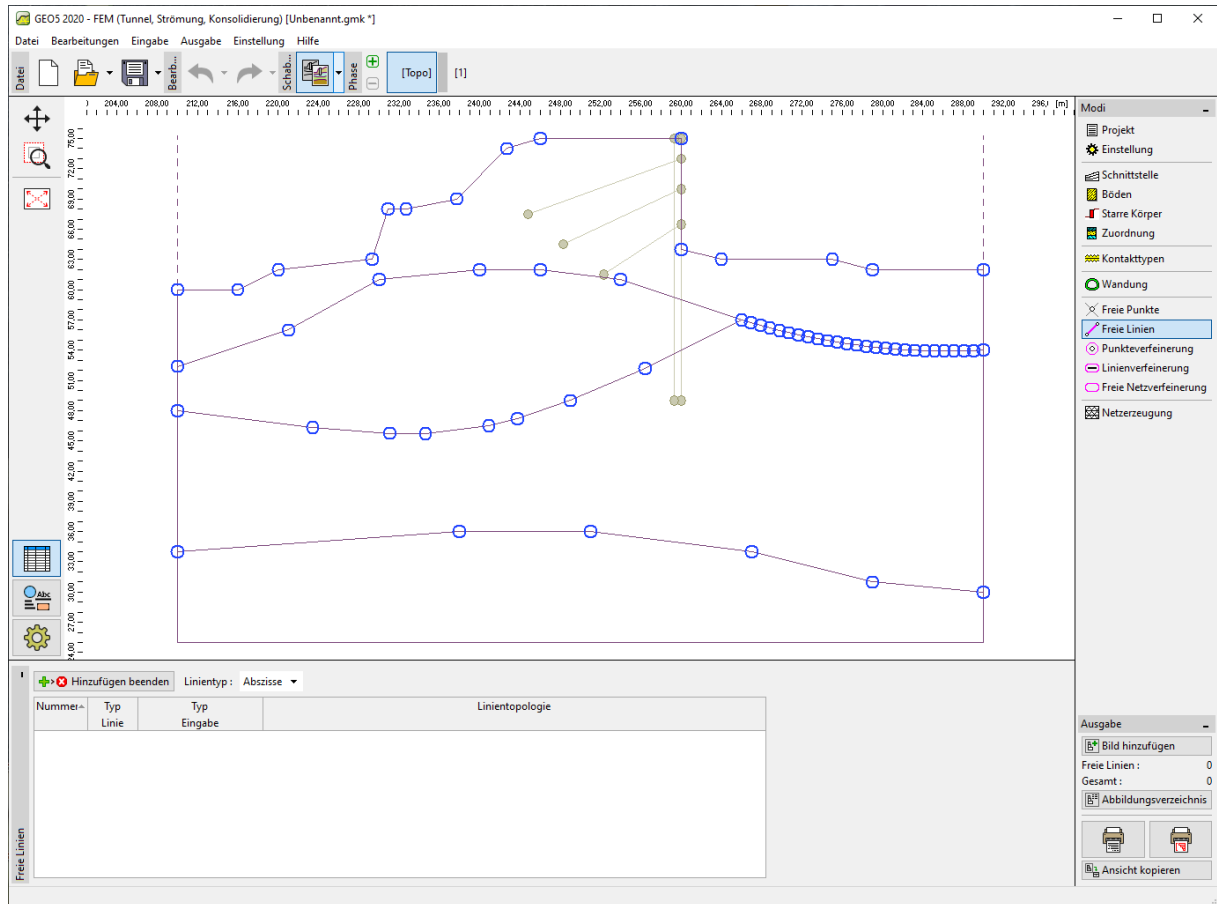 GEO5 2020 - FEM (Tunnel, Strömung, Konsolidierung) [Unbenannt.gmk *]
Datei Bearbeitungen Eingabe Ausgabe Einstellung Hilfe
Datei
Bearb...
Schab...
Phase
[Topo]
[1]
204,00 208,00 212,00 216,00 220,00 224,00 228,00 232,00 236,00 240,00 244,00 248,00 252,00 256,00 260,00 264,00 268,00 272,00 276,00 280,00 284,00 288,00 292,00 296,( [m]
75,00
72,00
69,00
66,00
63,00
60,00
57,00
54,00
51,00
48,00
45,00
42,00
39,00
36,00
33,00
30,00
27,00
24,00
Abc
Modi
Projekt
Einstellung
Schnittstelle
Böden
Starre Körper
Zuordnung
Kontakttypen
Wandung
Freie Punkte
Freie Linien
Punkteverfeinerung
Linienverfeinerung
Freie Netzverfeinerung
Netzerzeugung
Hinzufügen beenden Linientyp : Abszisse
Nummer Typ Typ Linientopologie
Linie Eingabe
Freie Linien
Ausgabe
Bild hinzufügen
Freie Linien : 0
Gesamt : 0
Abbildungsverzeichnis
Ansicht kopieren